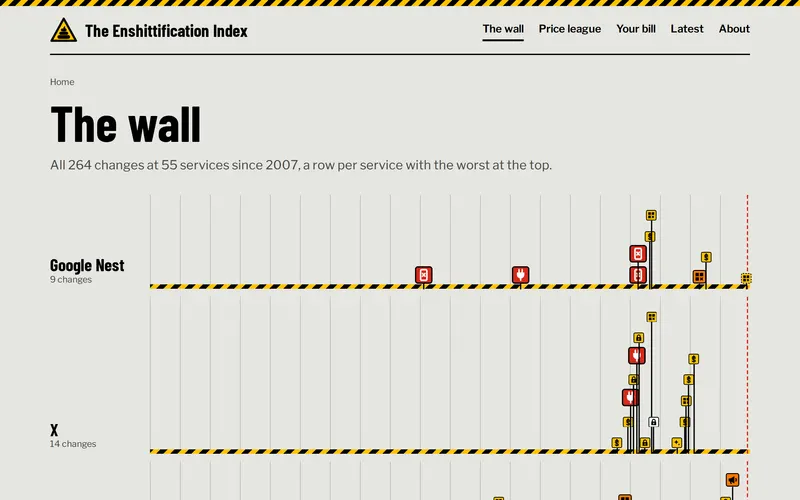 The Enshittification Index
The wall Price league Your bill Latest About
Home
The wall
All 264 changes at 55 services since 2007, a row per service with the worst at the top.
Google Nest
9 changes
X
14 changes